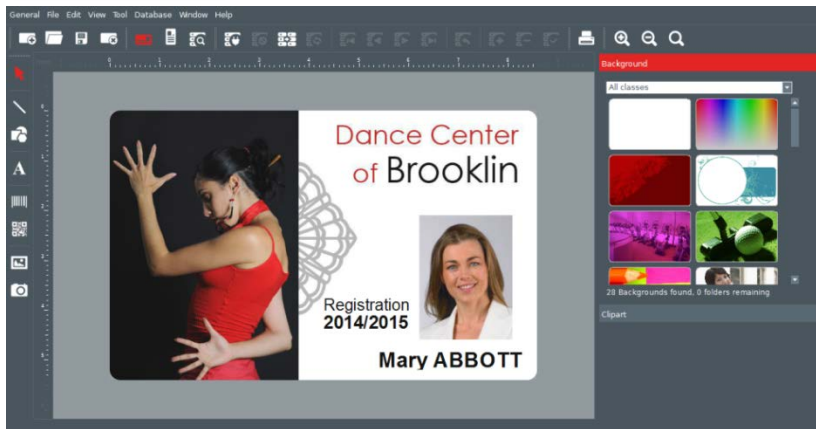 General File Edit View Tool Database Window Help
Background
All classes
Dance Center
of Brooklin
Registration
2014/2015
Mary ABBOTT
28 Backgrounds found, 0 folders remaining
Clipart